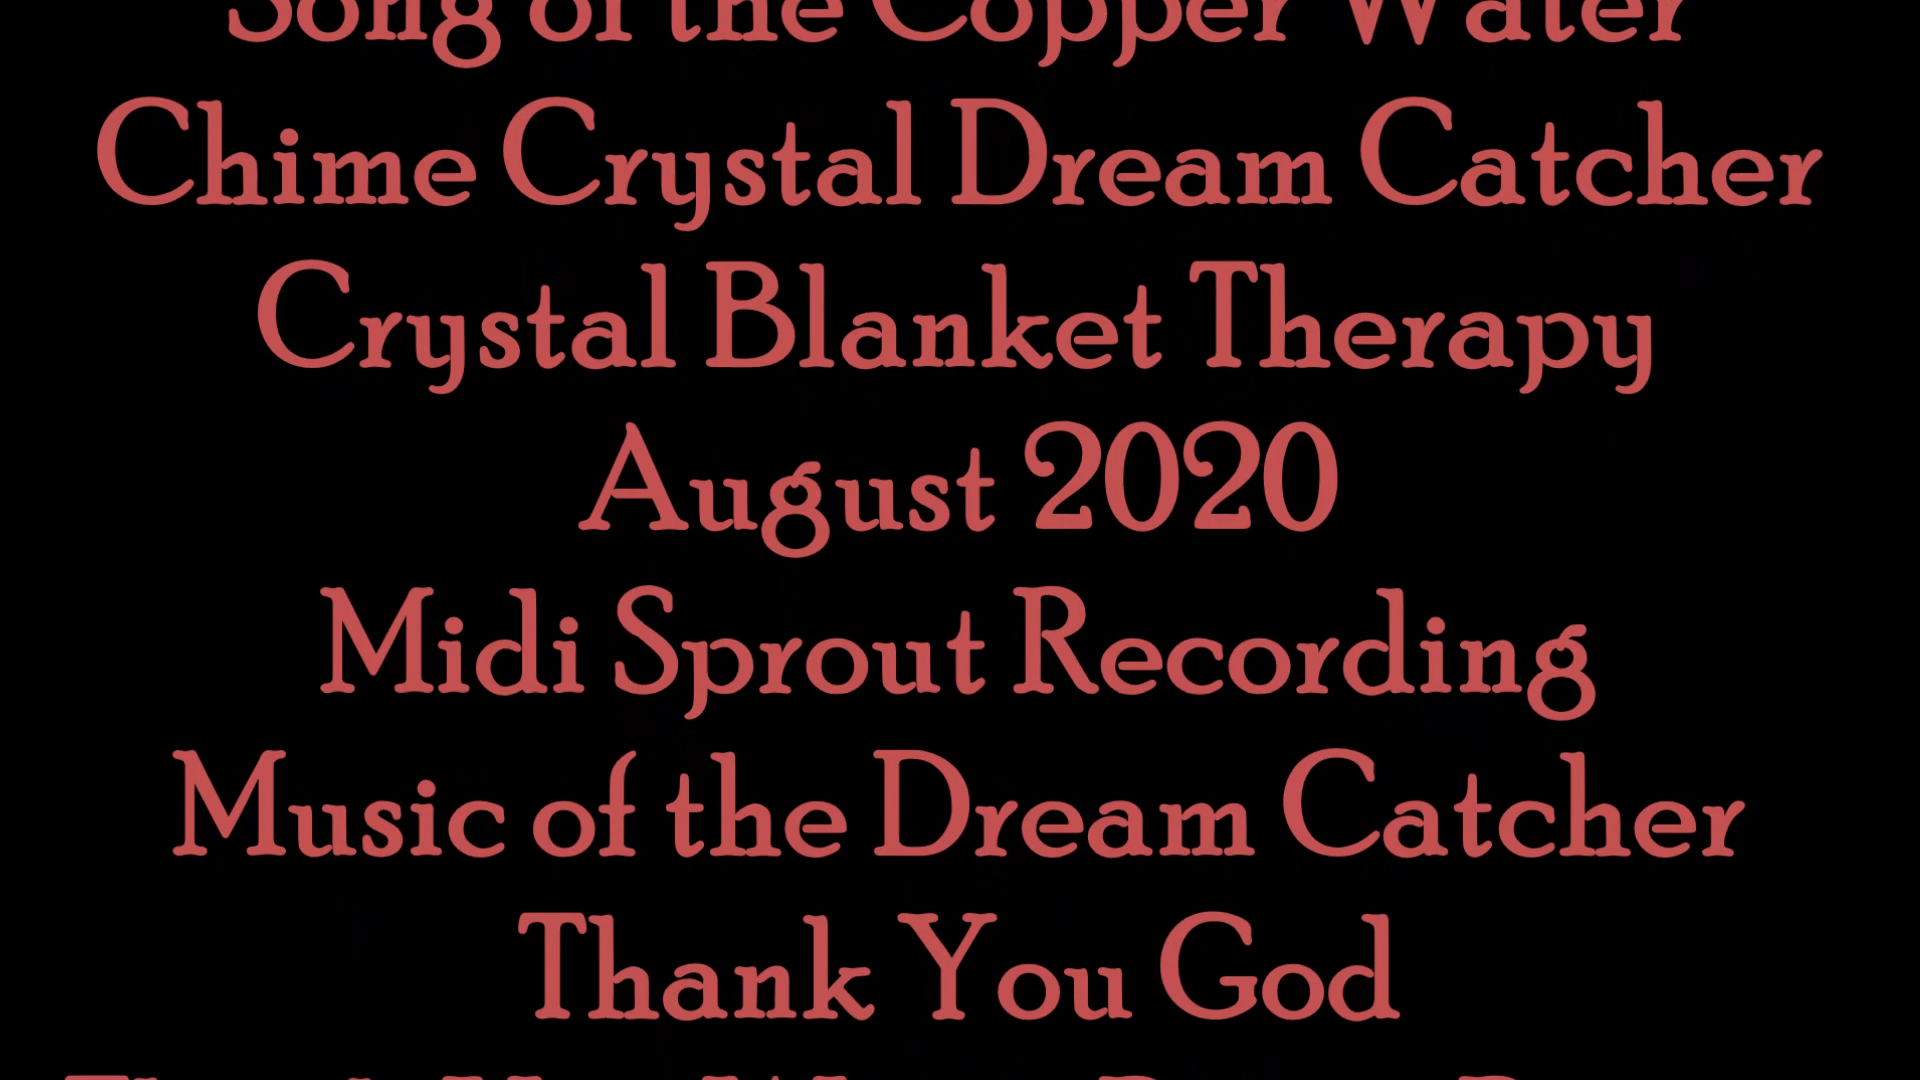 Song of the Copper Water
Chime Crystal Dream Catcher
Crystal Blanket Therapy
August 2020
Midi Sprout Recording
Music of the Dream Catcher
Thank You God